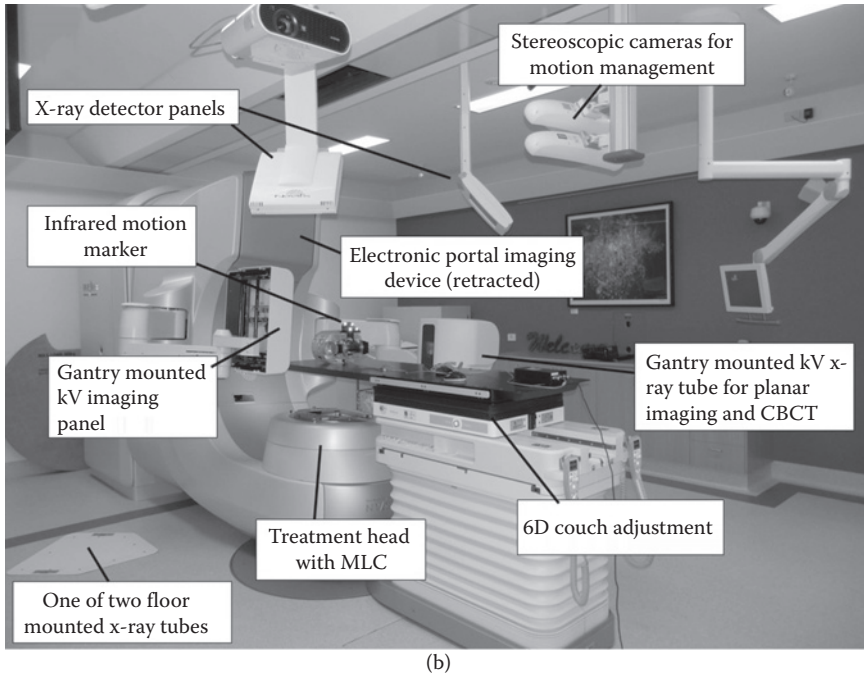 Stereoscopic cameras for
motion management
X-ray detector panels
Infrared motion
marker
Electronic portal imaging
device (retracted)
Gantry mounted
kV imaging
panel
Gantry mounted kV x-
ray tube for planar
imaging and CBCT
Treatment head
with MLC
6D couch adjustment
One of two floor
mounted x-ray tubes
(b)